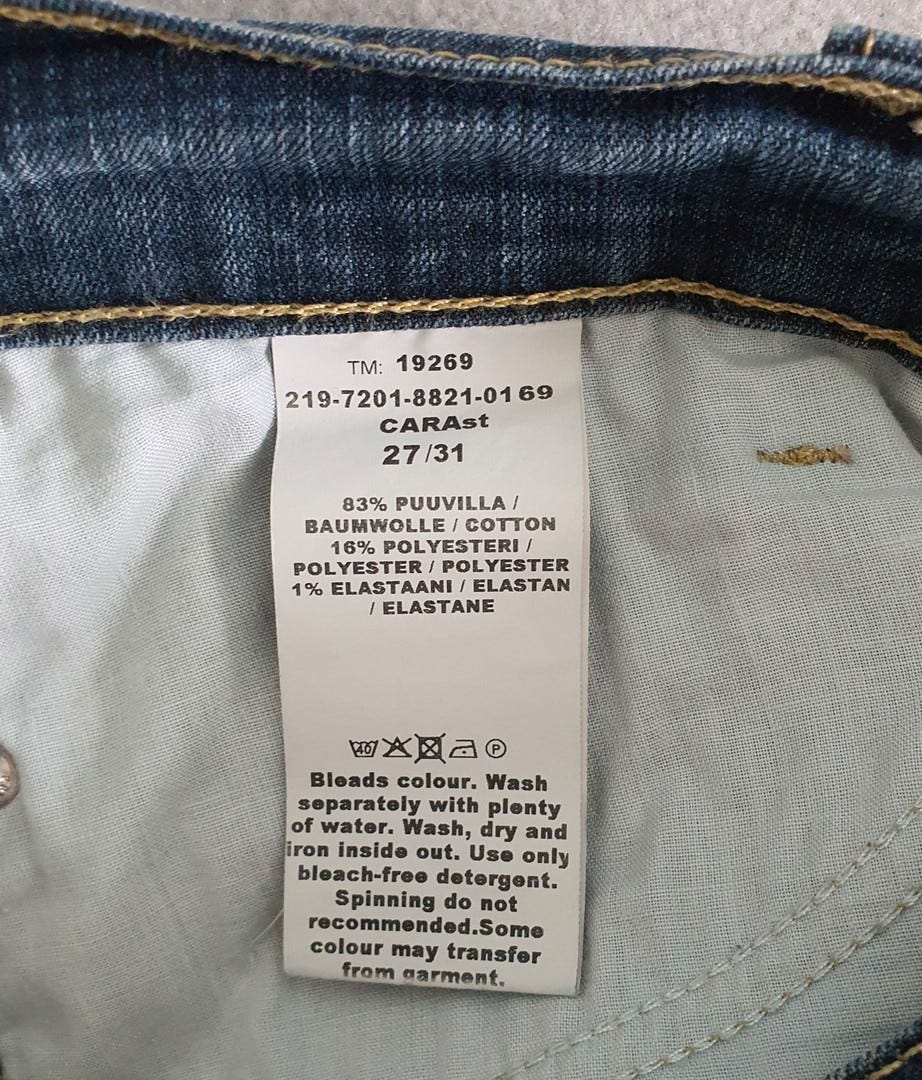 TM: 19269
219-7201-8821-0169
CARAst
27/31
83% PUUVILLA /
BAUMWOLLE / COTTON
16% POLYESTERI /
POLYESTER / POLYESTER
1% ELASTAANI / ELASTAN
/ ELASTANE
40 P
Bleads colour. Wash
separately with plenty
of water. Wash, dry and
iron inside out. Use only
bleach-free detergent.
Spinning do not
recommended.Some
colour may transfer
from garment.